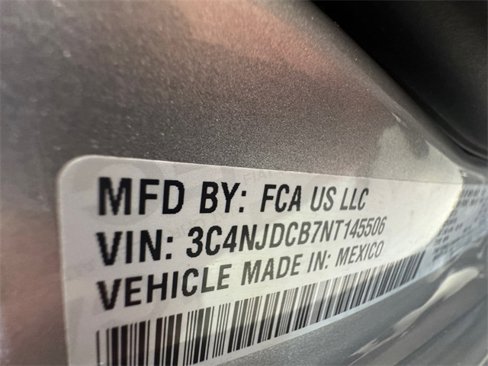 MFD BY: FCA US LLC
VIN: 3C4NJDCB7NT145506
VEHICLE MADE IN: MEXICO